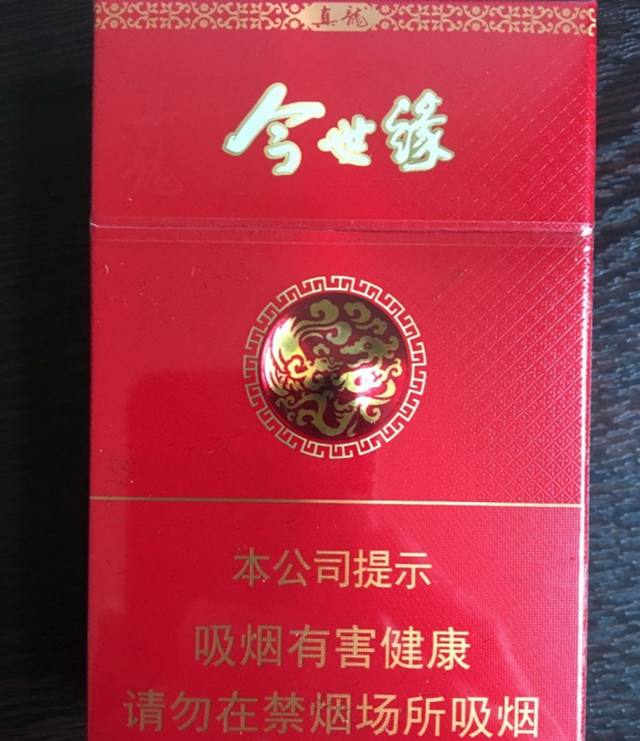 真龙
今世缘
本公司提示
吸烟有害健康
请勿在禁烟场所吸烟